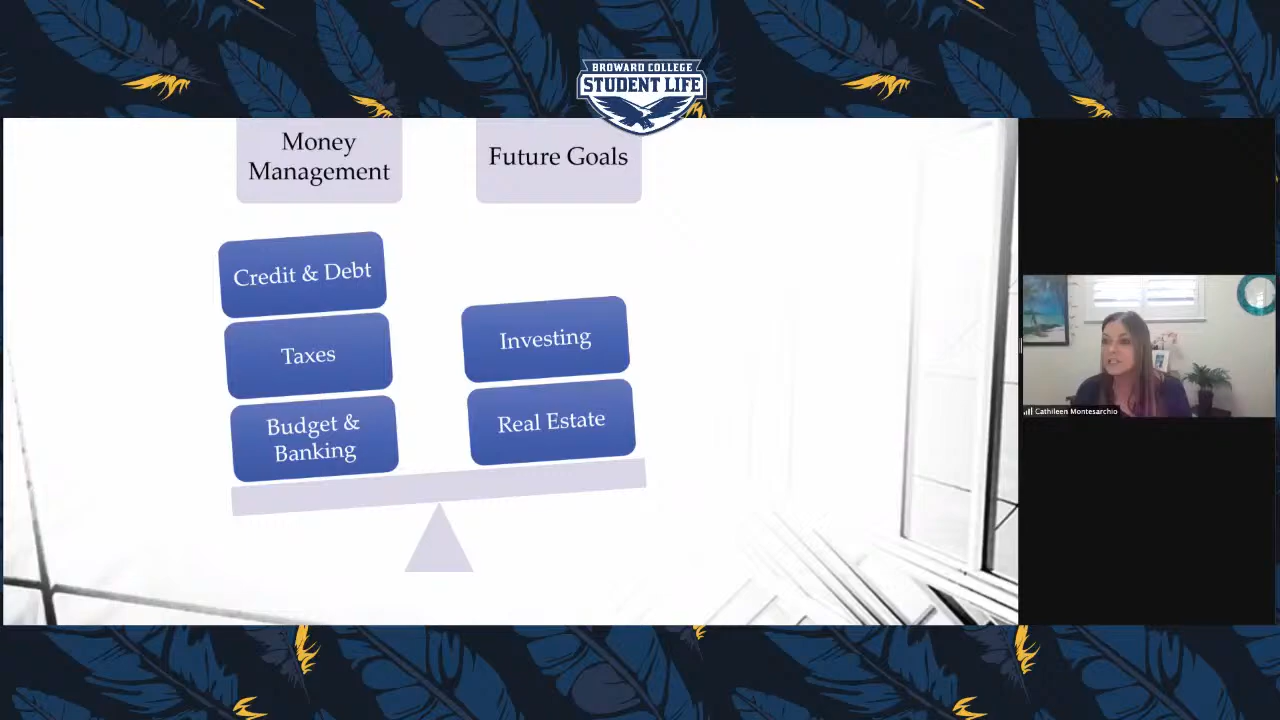 BROWARD COLLEGE
STUDENT LIFE
Money
Management
Future Goals
Credit & Debt
Taxes
Budget &
Banking
Investing
Real Estate
Cathileen Montesarchio